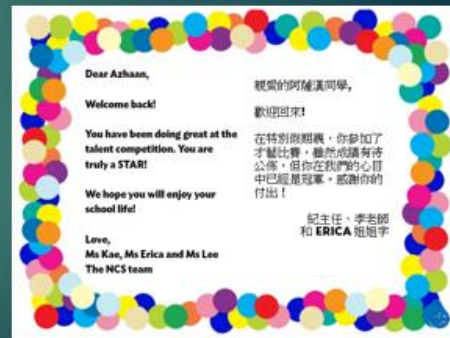 Dear Azhaan,
Welcome back!
You have been doing great at the
talent competition. You are
truly a STAR!
We hope you will enjoy your
school life!
Love,
Ms Kae, Ms Erica and Ms Lee
The NCS team
親愛的阿薩漢同學,
歡迎回來!
在特別假期裏，你參加了
才藝比賽，雖然成績有待
公佈，但你在我們的心目
中已經是冠軍。感謝你的
付出！
紀主任、李老師
和 ERICA 姐姐字